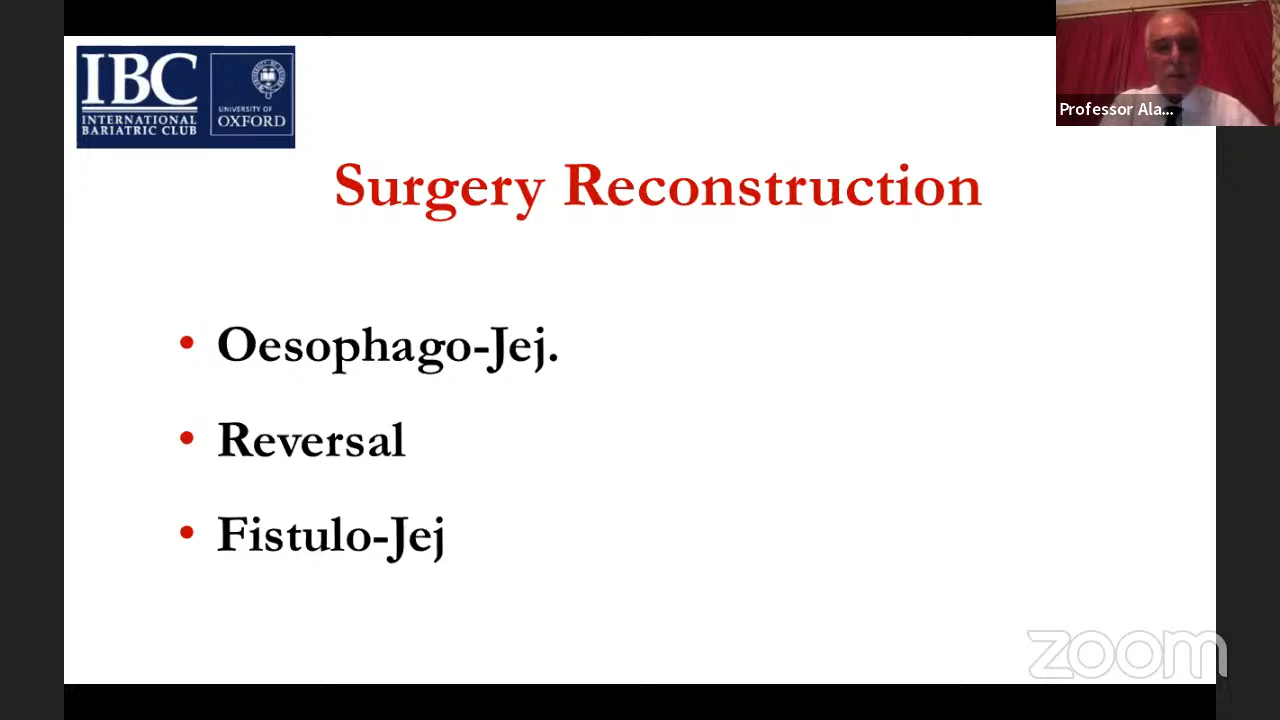 IBC
INTERNATIONAL
BARIATRIC CLUB
UNIVERSITY OF
OXFORD
Professor Ala...
Surgery Reconstruction
• Oesophago-Jej.
• Reversal
• Fistulo-Jej
zoom